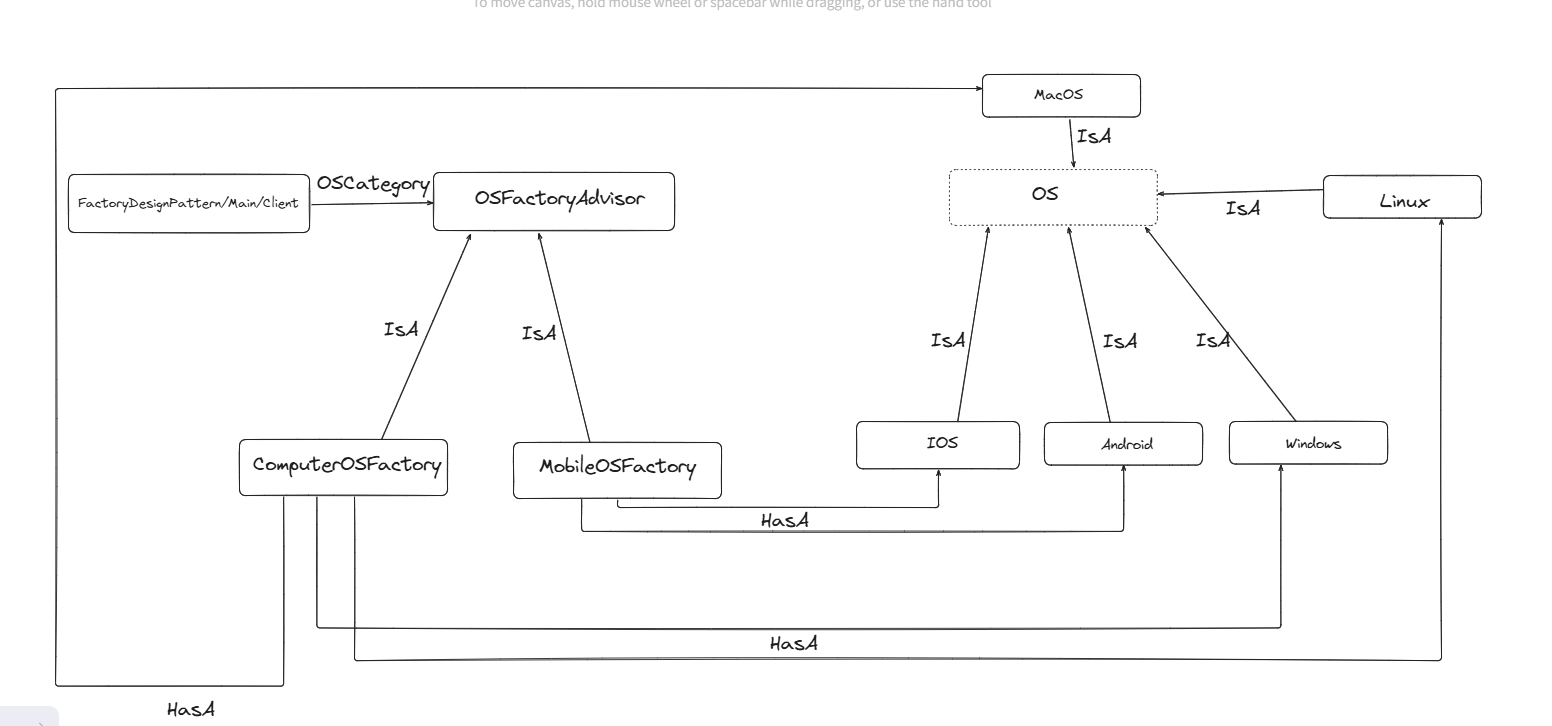 To move canvas, hold mouse wheel or spacebar while dragging, or use the hand tool
MacOS
IsA
OSCategory
FactoryDesignPattern/Main/Client
OSFactoryAdvisor
OS
IsA
Linux
IsA
IsA
IsA
IsA
IsA
ComputerOSFactory
MobileOSFactory
IOS
Android
Windows
HasA
HasA
HasA